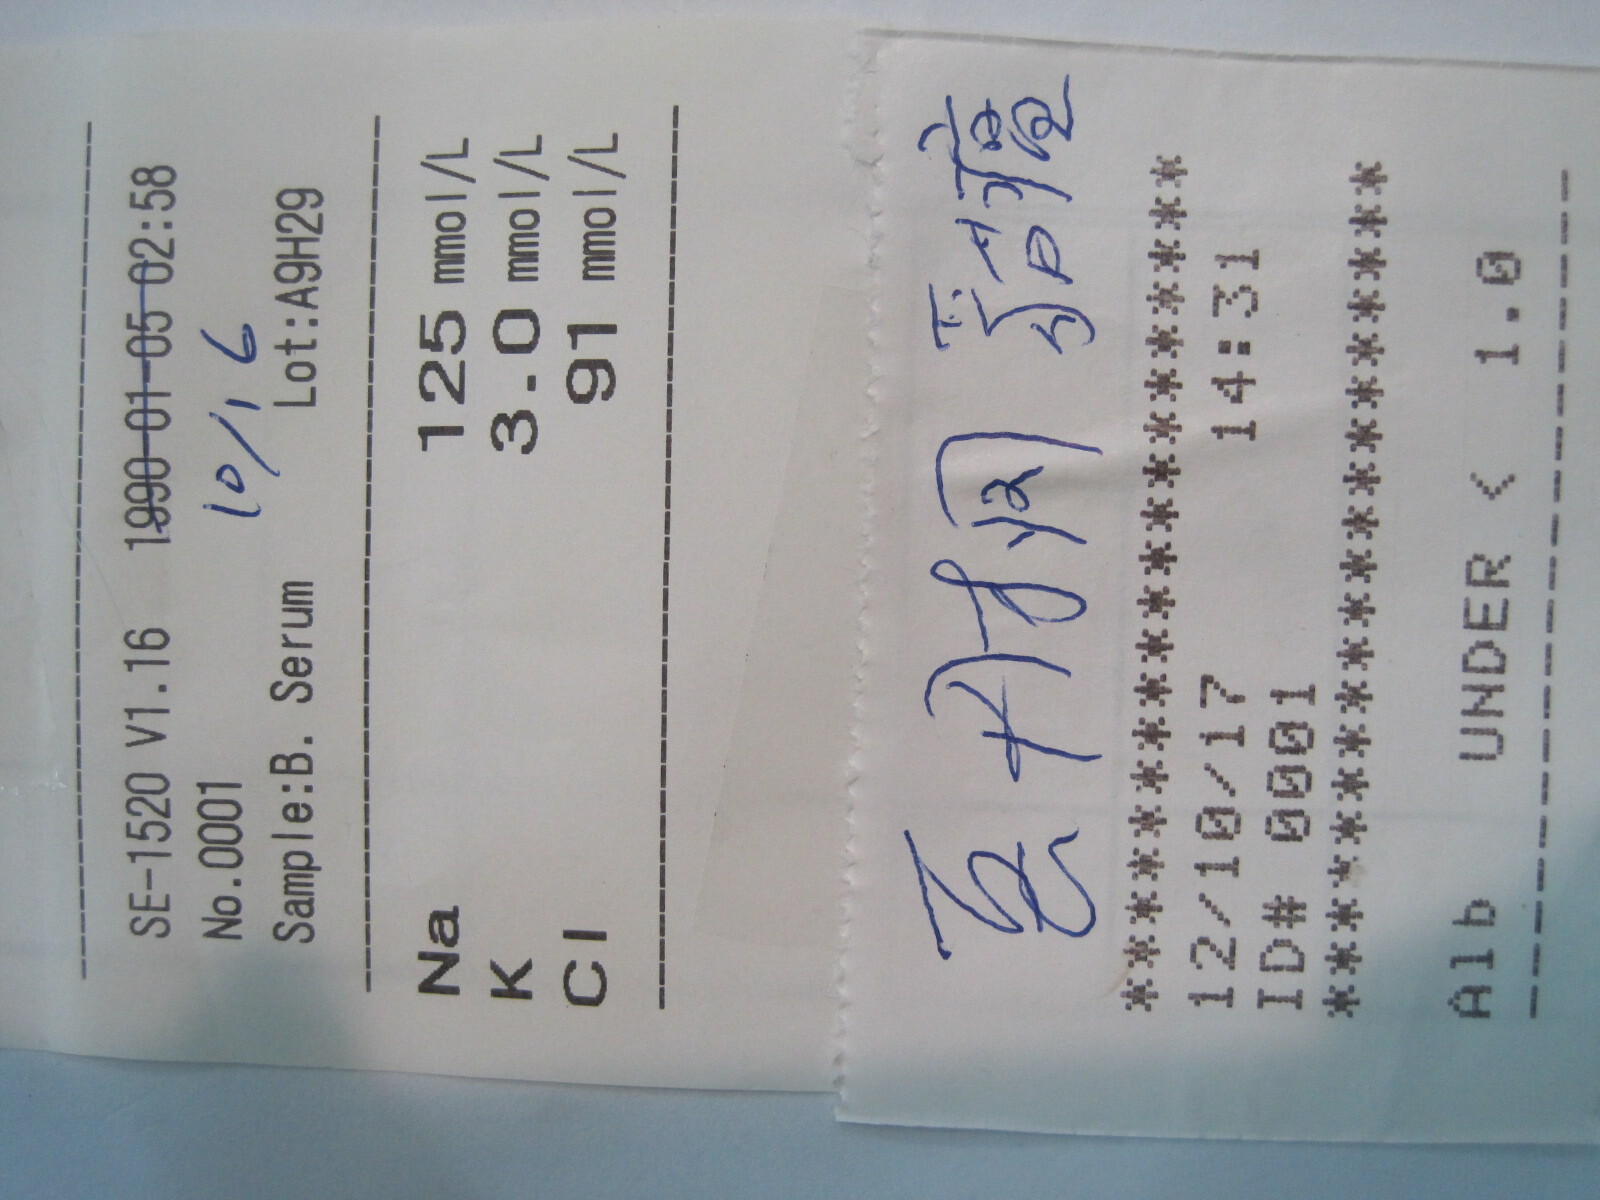 SE-1520 V1.16 1990-01-05 02:58
No.0001 10/16
Sample:B. Serum Lot:A9H29
Na 125 mmol/L
K 3.0 mmol/L
Cl 91 mmol/L
************************
12/10/17 14:31
ID# 0001
************************
Alb UNDER < 1.0